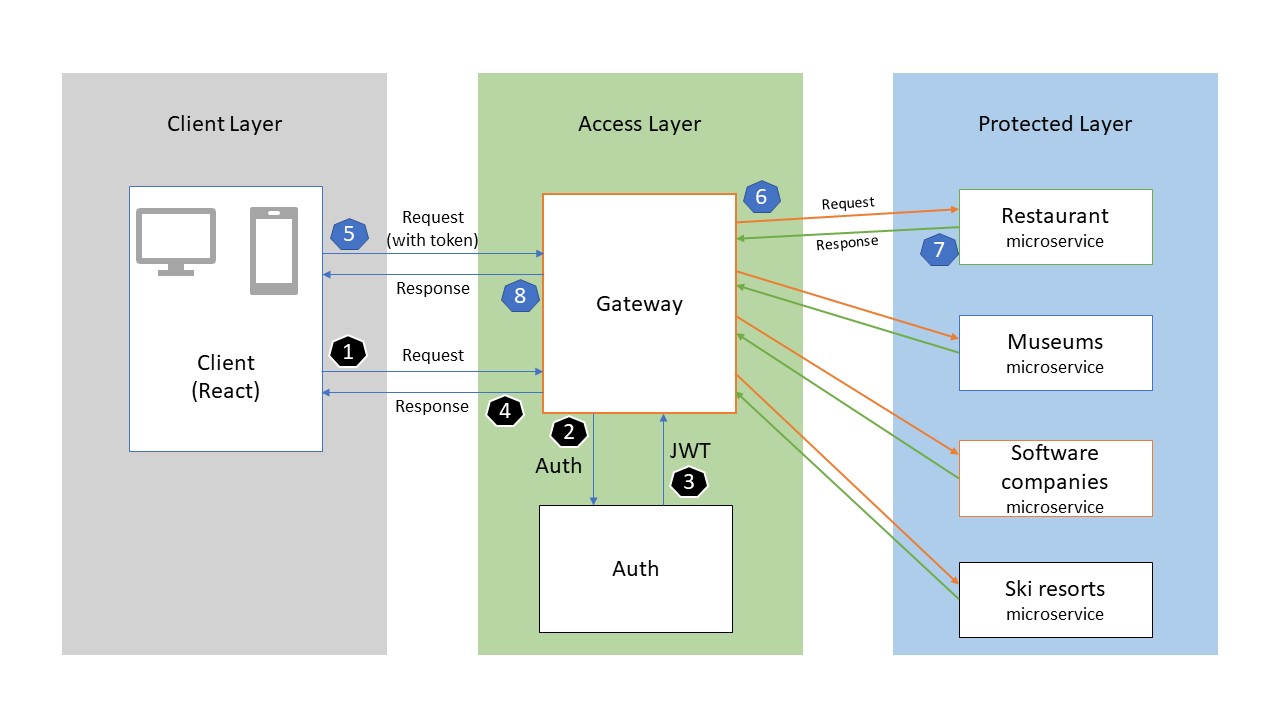 Client Layer
Access Layer
Protected Layer
5
Request
(with token)
Response
8
1
Request
Response
4
Client
(React)
Gateway
2
Auth
JWT
3
Auth
6
Request
Response
7
Restaurant
microservice
Museums
microservice
Software
companies
microservice
Ski resorts
microservice